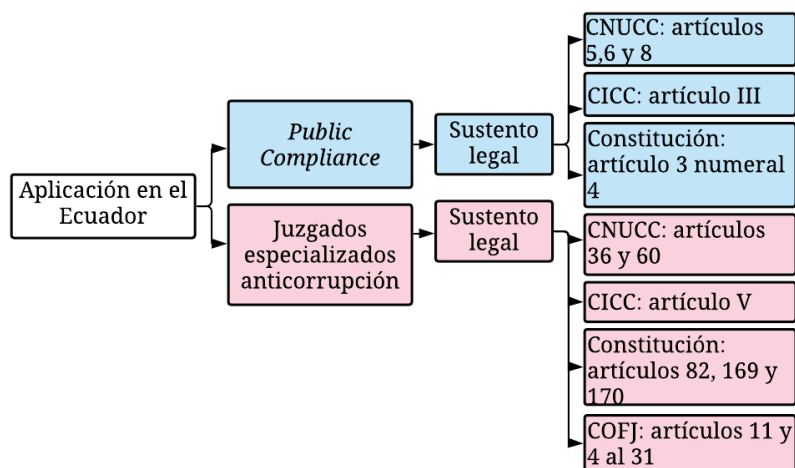 Aplicación en el
Ecuador
Public
Compliance
Sustento
legal
CNUCC: artículos
5,6 y 8
CICC: artículo III
Constitución:
artículo 3 numeral
4
Juzgados
especializados
anticorrupción
Sustento
legal
CNUCC: artículos
36 y 60
CICC: artículo V
Constitución:
artículos 82, 169 y
170
COFJ: artículos 11 y
4 al 31